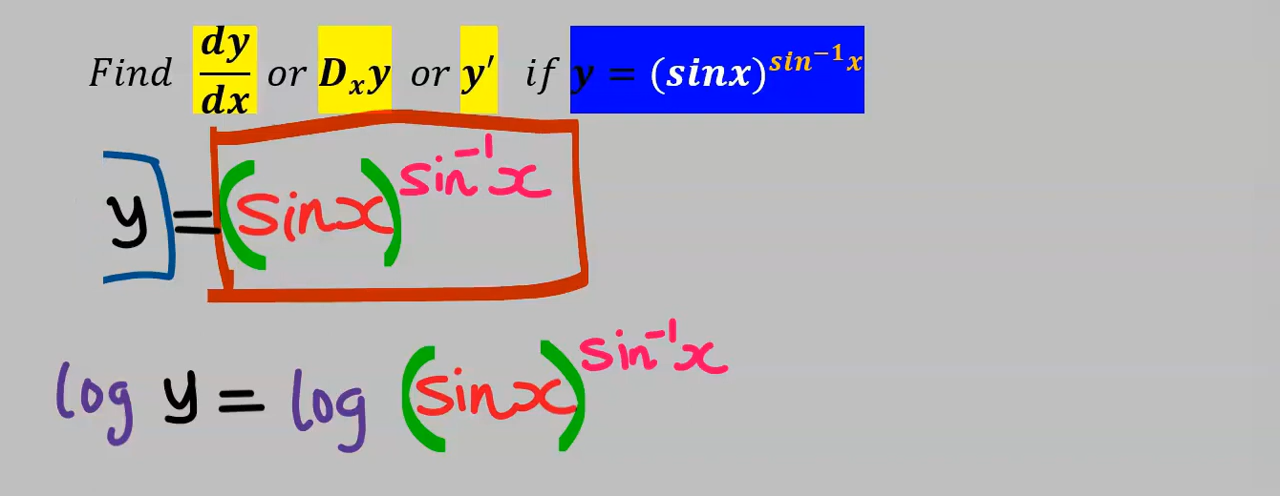 Find dy/dx or Dₓy or y' if y = (sinx)^sin⁻¹x
y = (sinx)^sin⁻¹x
log y = log (sinx)^sin⁻¹x